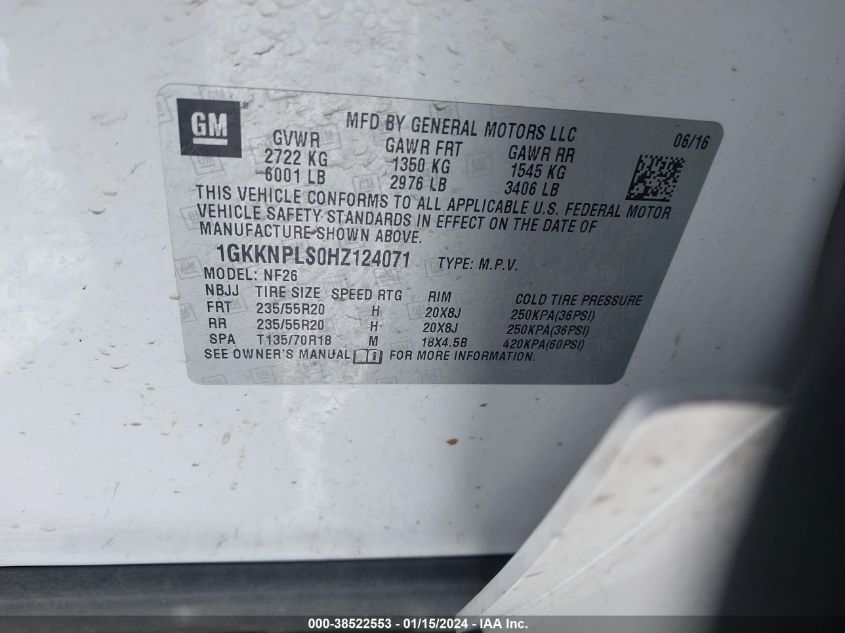 GM
MFD BY GENERAL MOTORS LLC
06/16
GVWR GAWR FRT GAWR RR
2722 KG 1350 KG 1545 KG
6001 LB 2976 LB 3406 LB
THIS VEHICLE CONFORMS TO ALL APPLICABLE U.S. FEDERAL MOTOR
VEHICLE SAFETY STANDARDS IN EFFECT ON THE DATE OF
MANUFACTURE SHOWN ABOVE.
1GKKNPLS0HZ124071 TYPE: M.P.V.
MODEL: NF26
NBJJ TIRE SIZE SPEED RTG RIM COLD TIRE PRESSURE
FRT 235/55R20 H 20X8J 250KPA(36PSI)
RR 235/55R20 H 20X8J 250KPA(36PSI)
SPA T135/70R18 M 18X4.5B 420KPA(60PSI)
SEE OWNER'S MANUAL i FOR MORE INFORMATION.
000-38522553 - 01/15/2024 - IAA Inc.